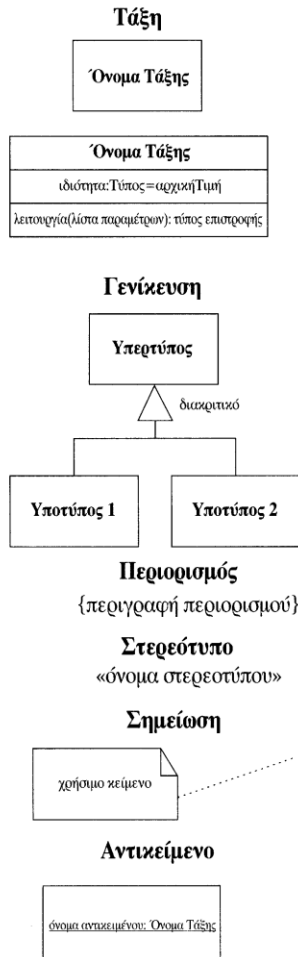 Τάξη
Όνομα Τάξης
Όνομα Τάξης
ιδιότητα:Τύπος=αρχικήΤιμή
λειτουργία(λίστα παραμέτρων): τύπος επιστροφής
Γενίκευση
Υπερτύπος
διακριτικό
Υποτύπος 1 Υποτύπος 2
Περιορισμός
{περιγραφή περιορισμού}
Στερεότυπο
«όνομα στερεοτύπου»
Σημείωση
χρήσιμο κείμενο
Αντικείμενο
όνομα αντικειμένου: Όνομα Τάξης